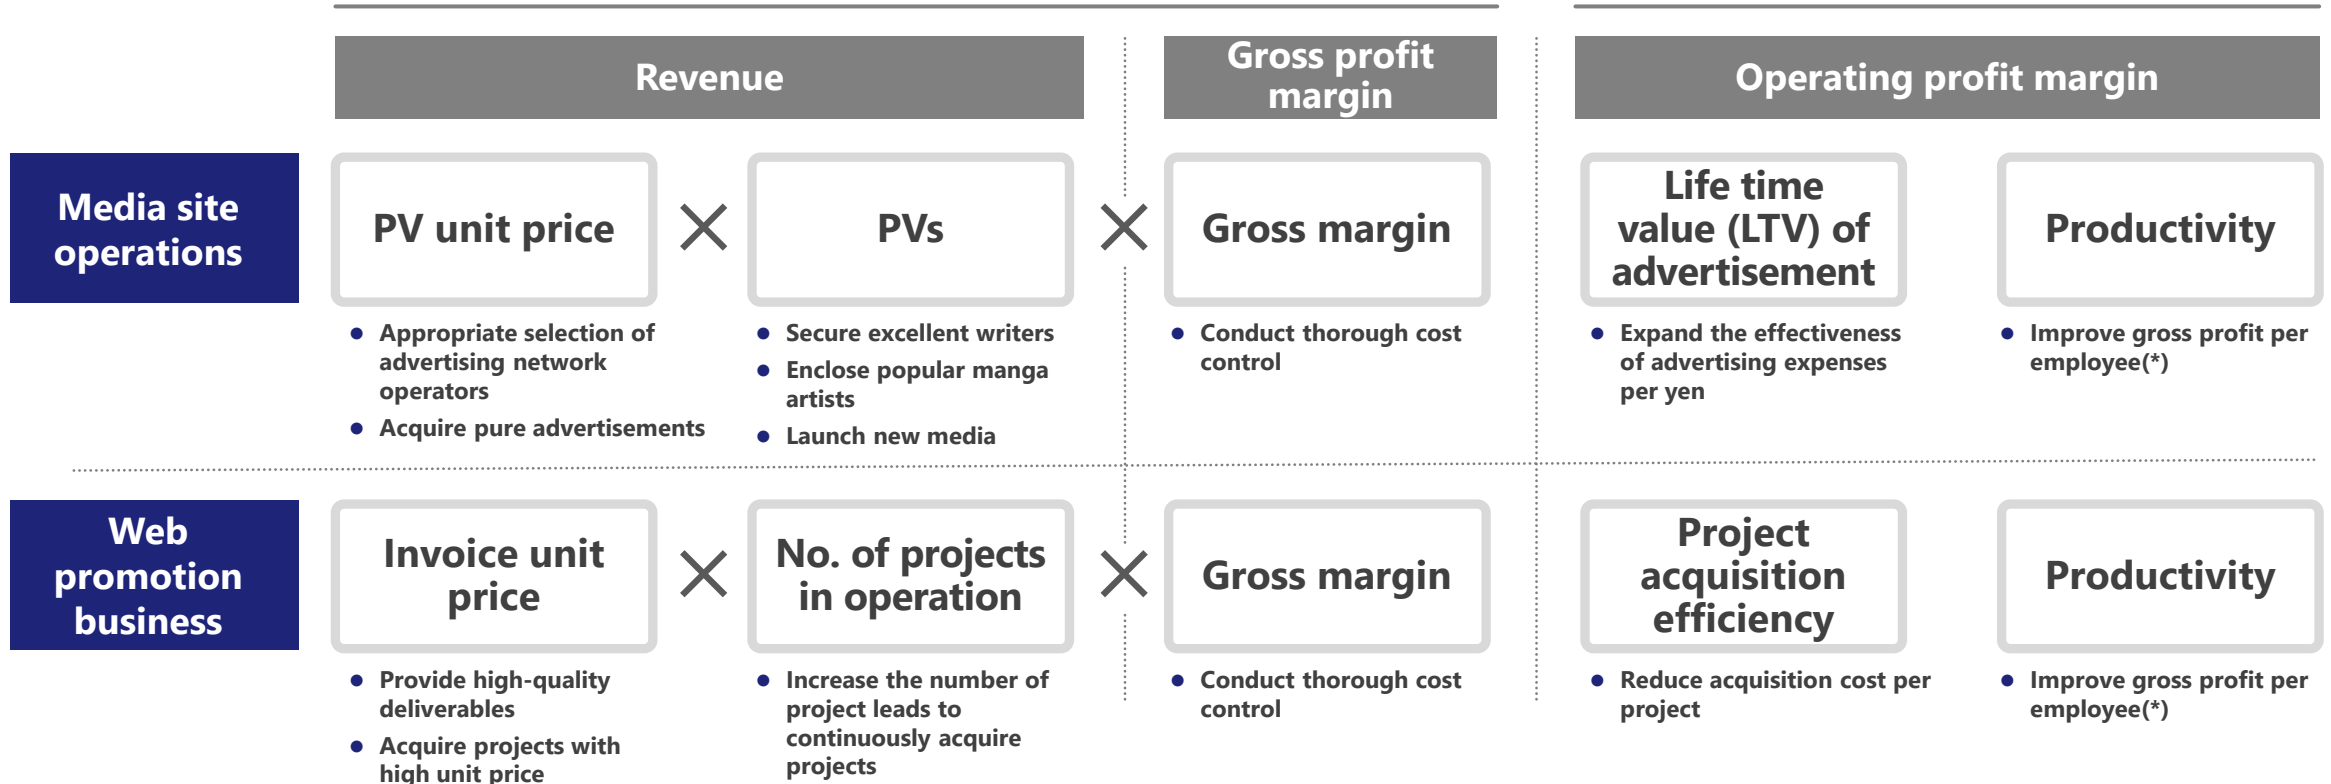 Revenue
Gross profit
margin
Operating profit margin
Media site
operations
PV unit price
PVs
Gross margin
Life time
value (LTV) of
advertisement
Productivity
● Appropriate selection of
advertising network
operators
● Acquire pure advertisements
● Secure excellent writers
● Enclose popular manga
artists
● Launch new media
● Conduct thorough cost
control
● Expand the effectiveness
of advertising expenses
per yen
● Improve gross profit per
employee(*)
Web
promotion
business
Invoice unit
price
No. of projects
in operation
Gross margin
Project
acquisition
efficiency
Productivity
● Provide high-quality
deliverables
● Acquire projects with
high unit price
● Increase the number of
project leads to
continuously acquire
projects
● Conduct thorough cost
control
● Reduce acquisition cost per
project
● Improve gross profit per
employee(*)